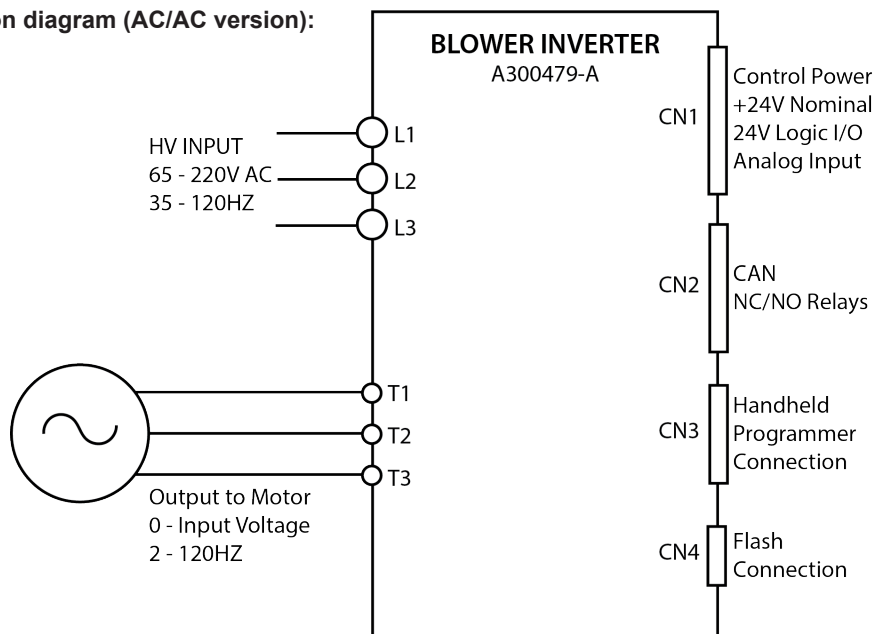 on diagram (AC/AC version):
BLOWER INVERTER
A300479-A
HV INPUT
65 - 220V AC
35 - 120HZ
L1
L2
L3
T1
T2
T3
Output to Motor
0 - Input Voltage
2 - 120HZ
CN1
Control Power
+24V Nominal
24V Logic I/O
Analog Input
CN2
CAN
NC/NO Relays
CN3
Handheld
Programmer
Connection
CN4
Flash
Connection